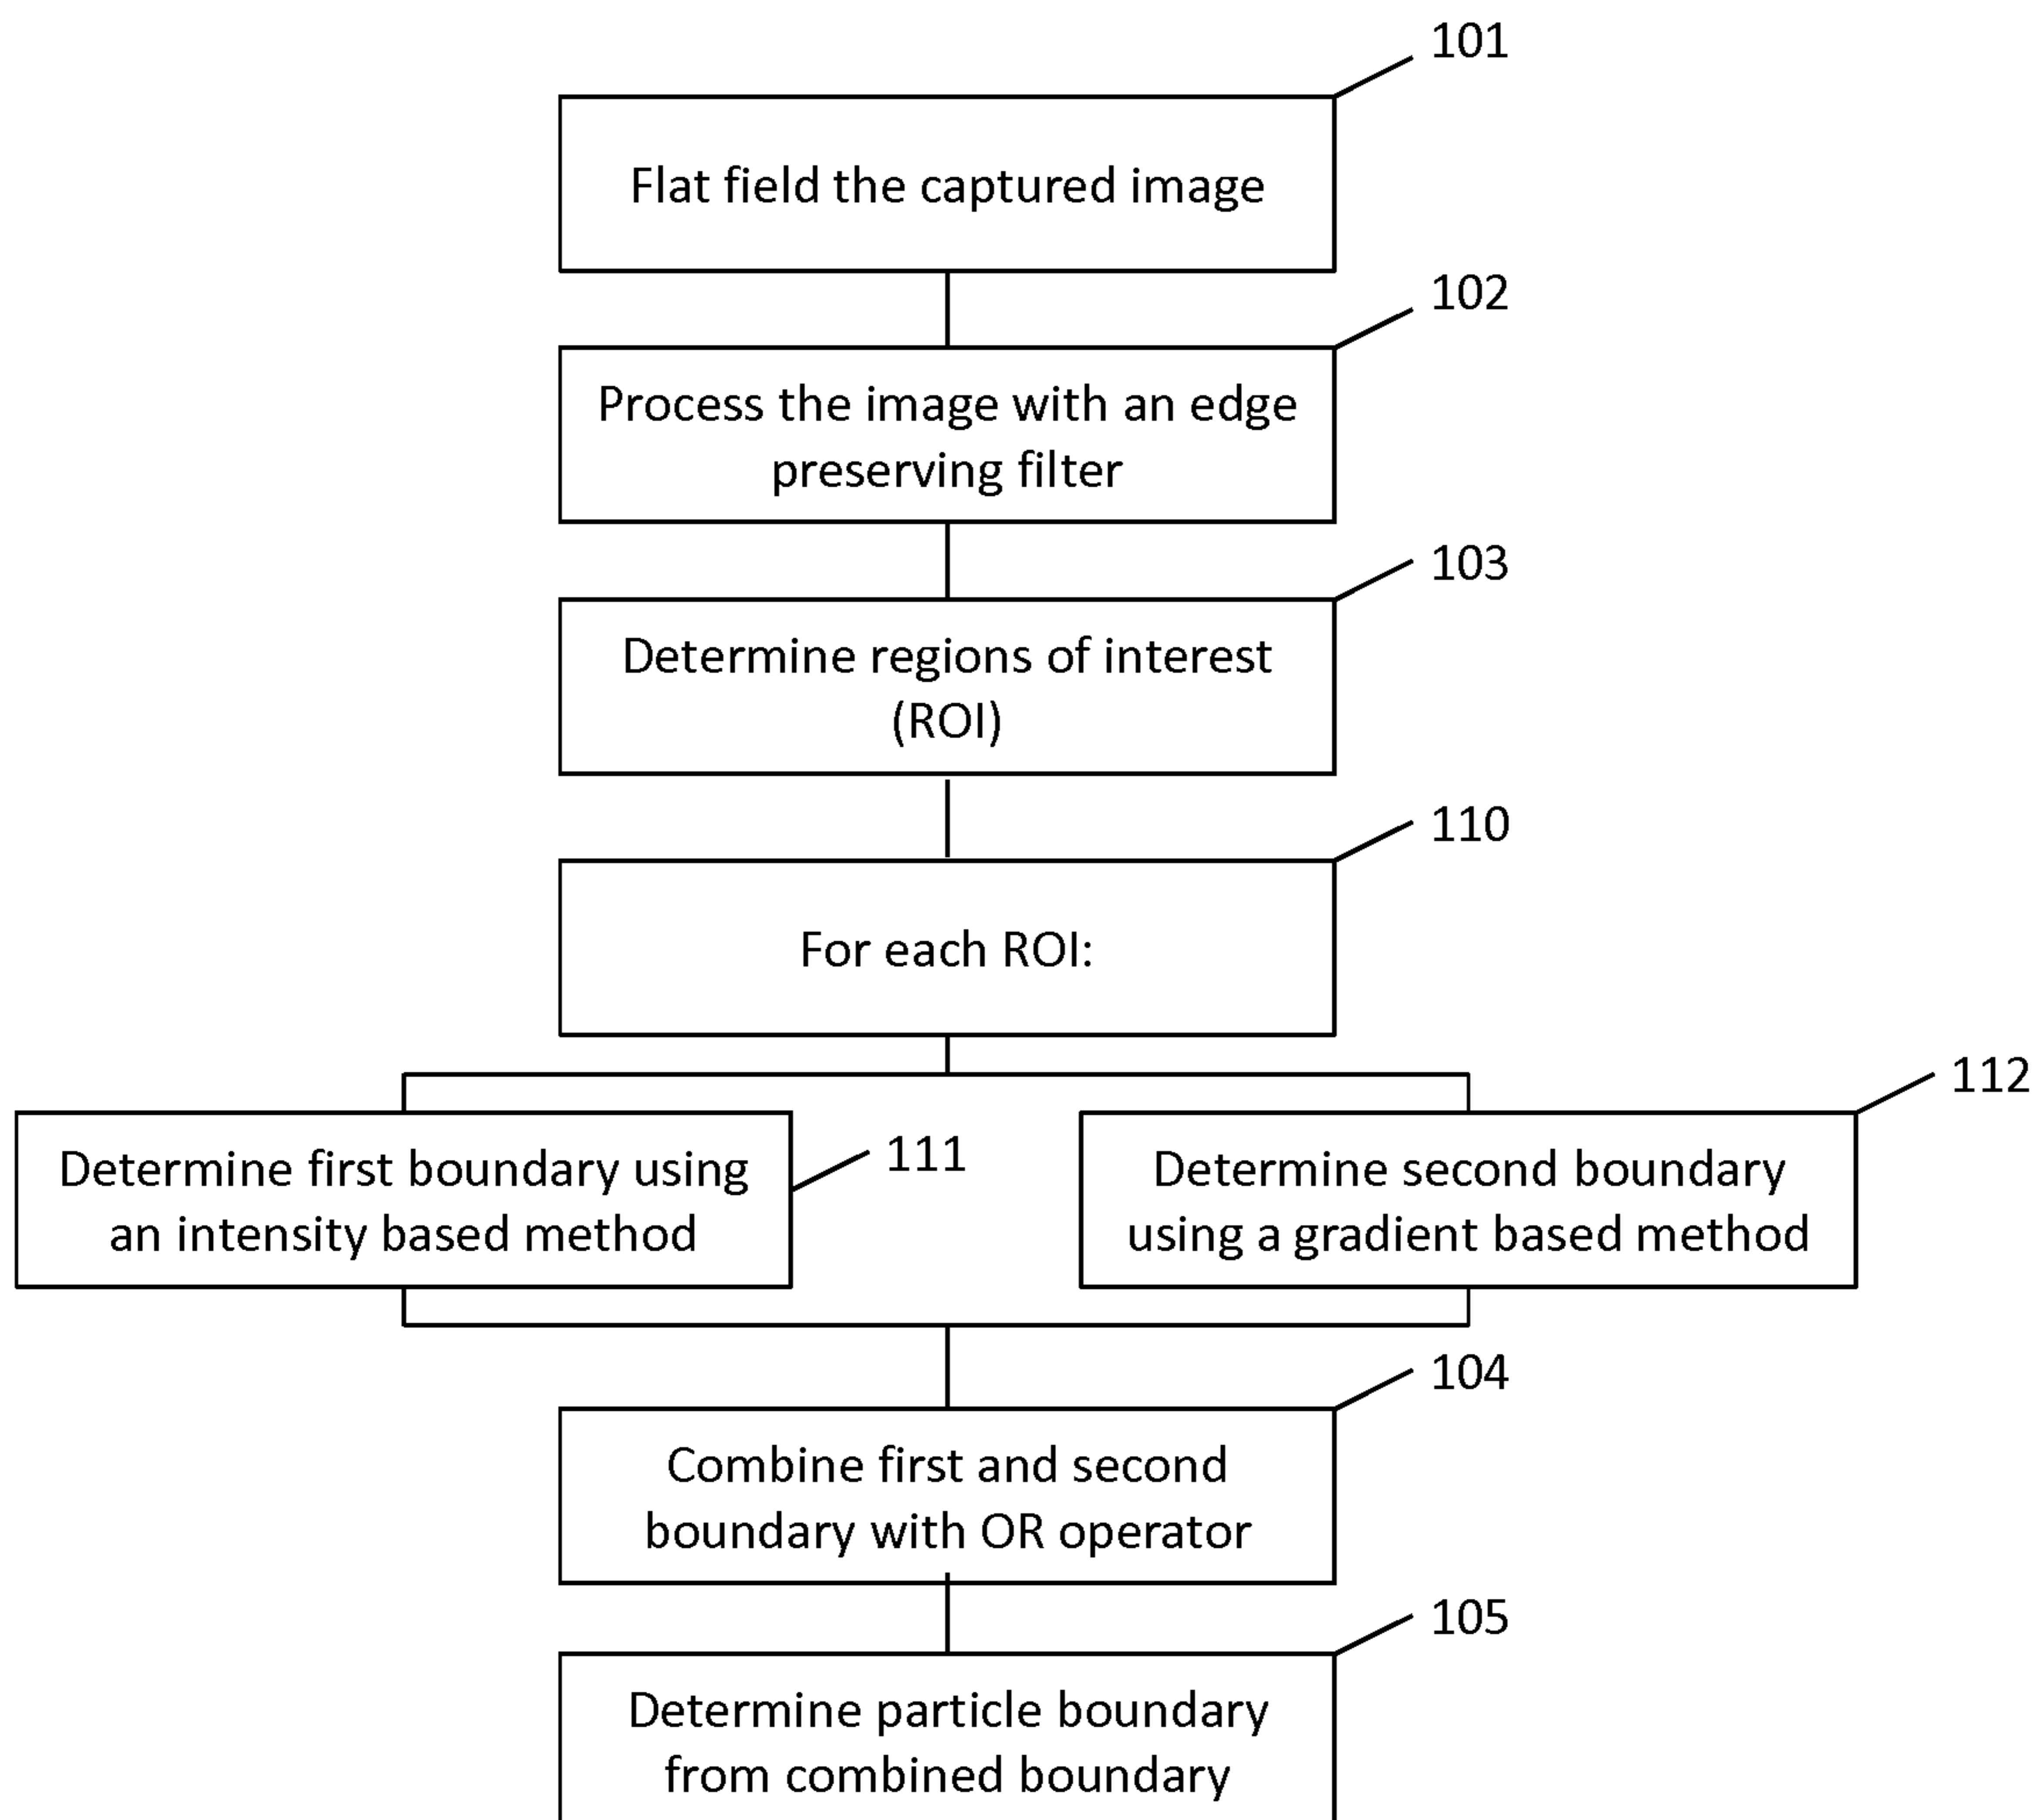 101
Flat field the captured image
102
Process the image with an edge
preserving filter
103
Determine regions of interest
(ROI)
110
For each ROI:
112
Determine first boundary using
an intensity based method
111
Determine second boundary
using a gradient based method
104
Combine first and second
boundary with OR operator
105
Determine particle boundary
from combined boundary